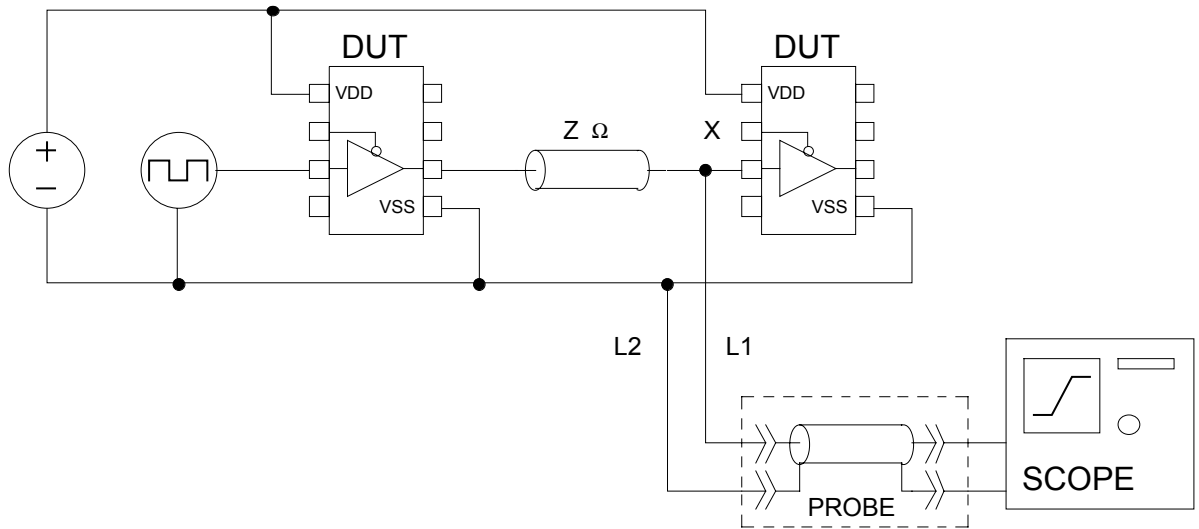 DUT
DUT
VDD
VDD
+
−
Z Ω
X
VSS
VSS
L2
L1
SCOPE
PROBE